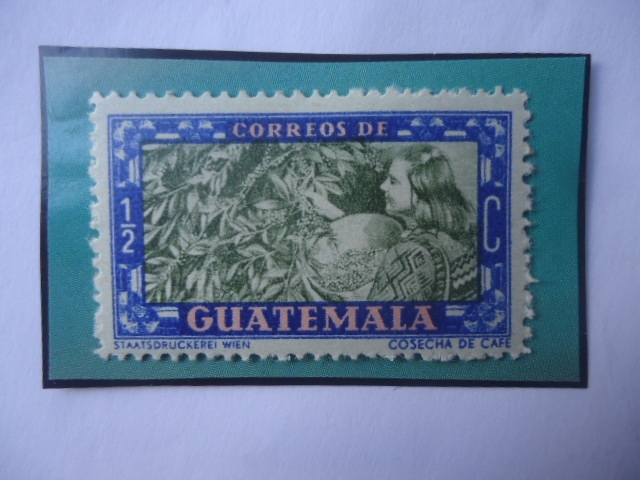 CORREOS DE
1/2 C
GUATEMALA
STAATSDRUCKEREI WIEN COSECHA DE CAFE